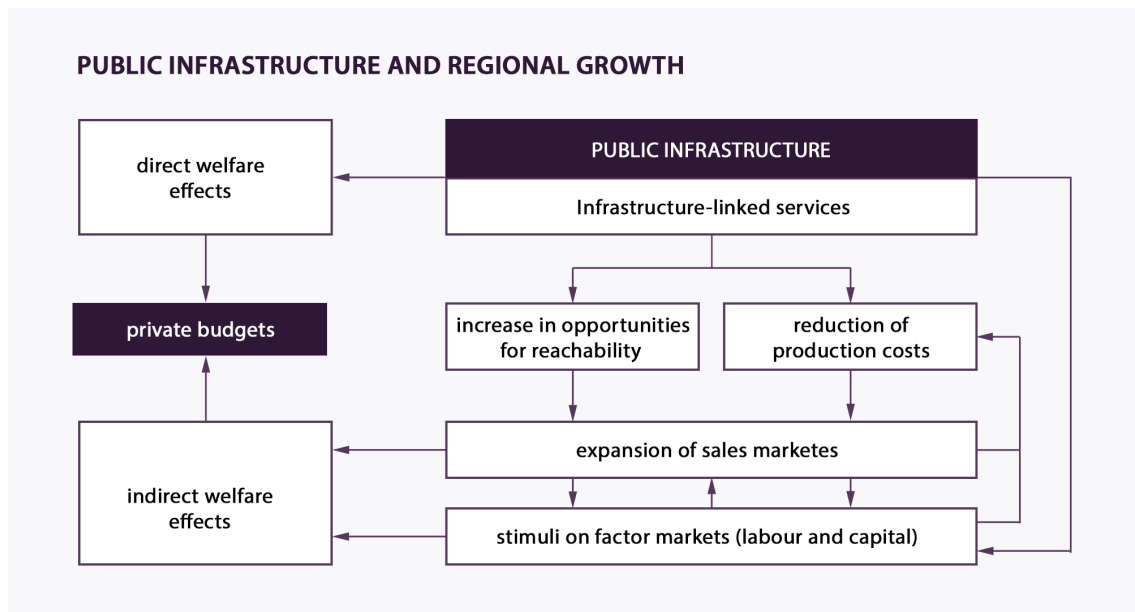 PUBLIC INFRASTRUCTURE AND REGIONAL GROWTH
direct welfare
effects
PUBLIC INFRASTRUCTURE
Infrastructure-linked services
private budgets
increase in opportunities
for reachability
reduction of
production costs
expansion of sales marketes
indirect welfare
effects
stimuli on factor markets (labour and capital)